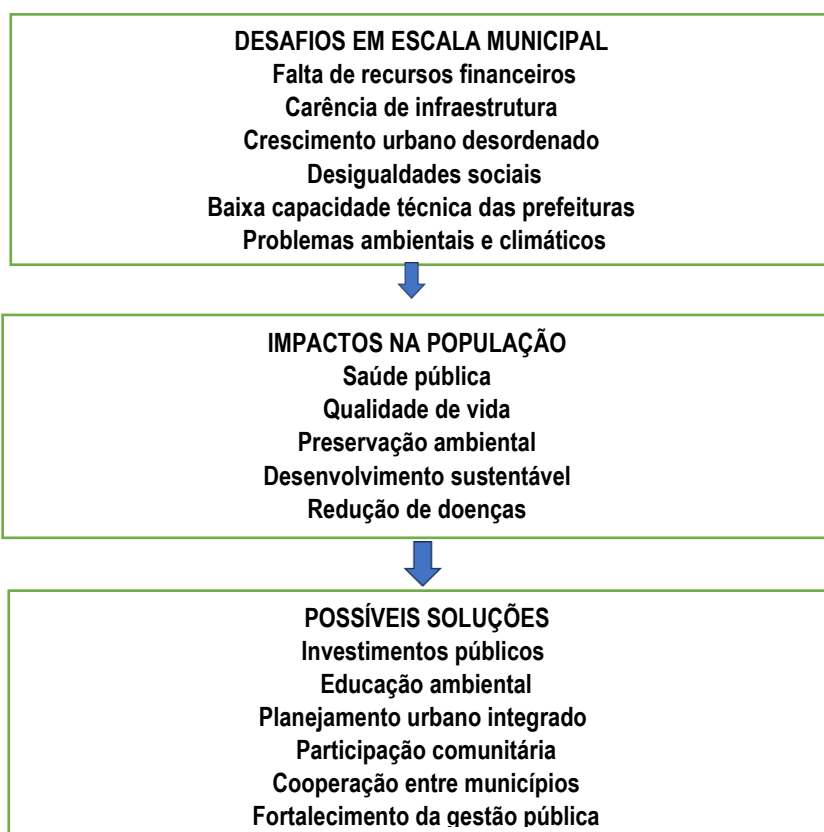 DESAFIOS EM ESCALA MUNICIPAL
Falta de recursos financeiros
Carência de infraestrutura
Crescimento urbano desordenado
Desigualdades sociais
Baixa capacidade técnica das prefeituras
Problemas ambientais e climáticos
IMPACTOS NA POPULAÇÃO
Saúde pública
Qualidade de vida
Preservação ambiental
Desenvolvimento sustentável
Redução de doenças
POSSÍVEIS SOLUÇÕES
Investimentos públicos
Educação ambiental
Planejamento urbano integrado
Participação comunitária
Cooperação entre municípios
Fortalecimento da gestão pública